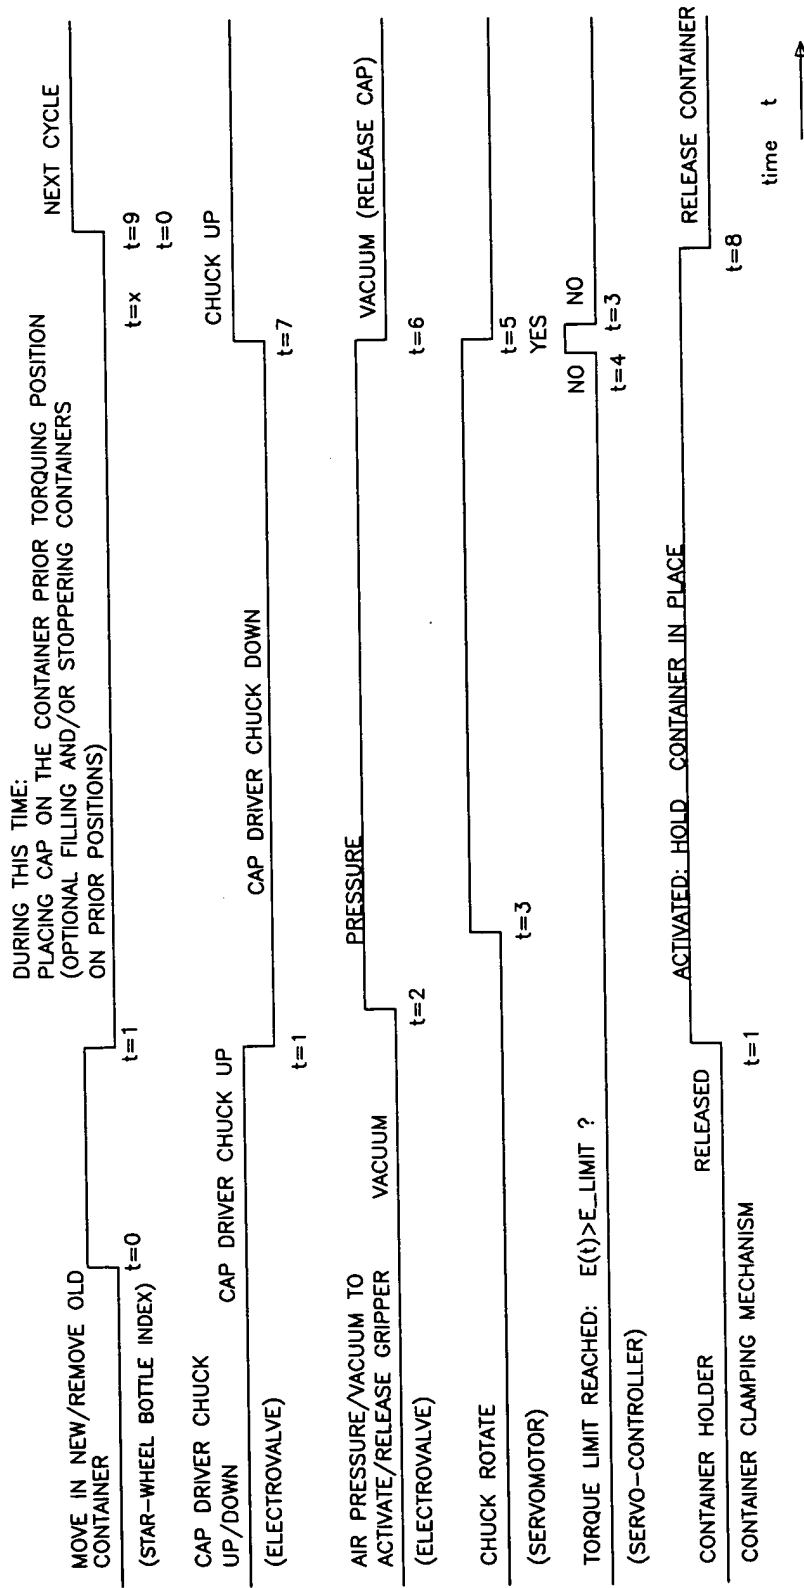 DURING THIS TIME:
PLACING CAP ON THE CONTAINER PRIOR TORQUING POSITION
(OPTIONAL FILLING AND/OR STOPPERING CONTAINERS
ON PRIOR POSITIONS)
MOVE IN NEW/REMOVE OLD
CONTAINER
(STAR-WHEEL BOTTLE INDEX)
t=0
t=1
t=x
t=9
t=0
NEXT CYCLE
CAP DRIVER CHUCK
UP/DOWN
(ELECTROVALVE)
CAP DRIVER CHUCK UP
t=1
CAP DRIVER CHUCK DOWN
t=7
CHUCK UP
AIR PRESSURE/VACUUM TO
ACTIVATE/RELEASE GRIPPER
(ELECTROVALVE)
VACUUM
t=2
PRESSURE
t=6
VACUUM (RELEASE CAP)
CHUCK ROTATE
(SERVOMOTOR)
t=3
t=5
TORQUE LIMIT REACHED: E(t)>E_LIMIT ?
(SERVO-CONTROLLER)
NO
YES
NO
t=4
t=3
CONTAINER HOLDER
CONTAINER CLAMPING MECHANISM
RELEASED
t=1
ACTIVATED: HOLD CONTAINER IN PLACE
t=8
RELEASE CONTAINER
time t